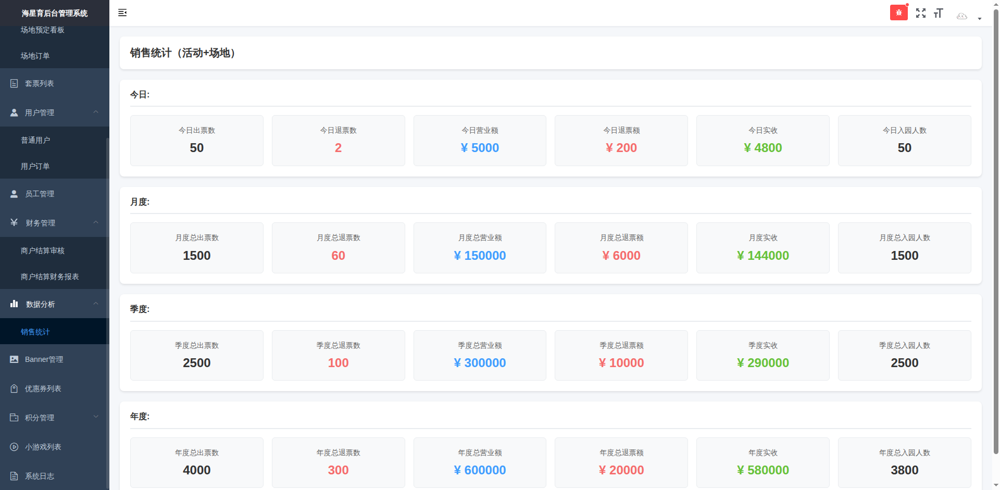 海星育后台管理系统
场地预定看板
场地订单
套票列表
用户管理
普通用户
用户订单
员工管理
财务管理
商户结算审核
商户结算财务报表
数据分析
销售统计
Banner管理
优惠券列表
积分管理
小游戏列表
系统日志
销售统计（活动+场地）
今日:
今日出票数 今日退票数 今日营业额 今日退票额 今日实收 今日入园人数
50 2 ¥ 5000 ¥ 200 ¥ 4800 50
月度:
月度总出票数 月度总退票数 月度总营业额 月度总退票额 月度实收 月度总入园人数
1500 60 ¥ 150000 ¥ 6000 ¥ 144000 1500
季度:
季度总出票数 季度总退票数 季度总营业额 季度总退票额 季度实收 季度总入园人数
2500 100 ¥ 300000 ¥ 10000 ¥ 290000 2500
年度:
年度总出票数 年度总退票数 年度总营业额 年度总退票额 年度实收 年度总入园人数
4000 300 ¥ 600000 ¥ 20000 ¥ 580000 3800